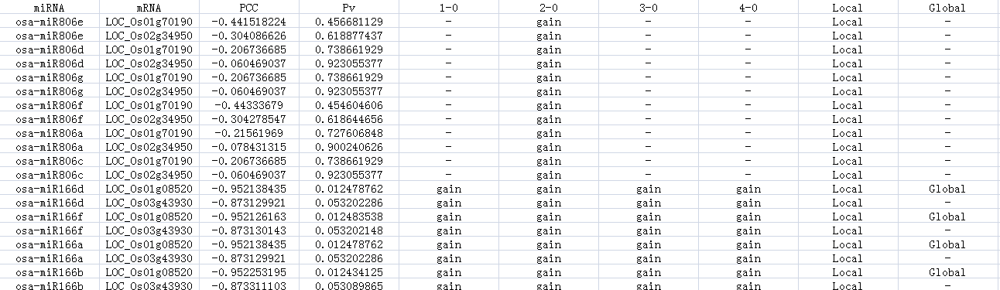 miRNA mRNA PCC Pv 1-0 2-0 3-0 4-0 Local Global
osa-miR806e LOC_Os01g70190 -0.441518224 0.456681129 - gain - - Local -
osa-miR806e LOC_Os02g34950 -0.304086626 0.618877437 - gain - - Local -
osa-miR806d LOC_Os01g70190 -0.206736685 0.738661929 - gain - - Local -
osa-miR806d LOC_Os02g34950 -0.060469037 0.923055377 - gain - - Local -
osa-miR806g LOC_Os01g70190 -0.206736685 0.738661929 - gain - - Local -
osa-miR806g LOC_Os02g34950 -0.060469037 0.923055377 - gain - - Local -
osa-miR806f LOC_Os01g70190 -0.44333679 0.454604606 - gain - - Local -
osa-miR806f LOC_Os02g34950 -0.304278547 0.618644656 - gain - - Local -
osa-miR806a LOC_Os01g70190 -0.21561969 0.727606848 - gain - - Local -
osa-miR806a LOC_Os02g34950 -0.078431315 0.900240626 - gain - - Local -
osa-miR806c LOC_Os01g70190 -0.206736685 0.738661929 - gain - - Local -
osa-miR806c LOC_Os02g34950 -0.060469037 0.923055377 - gain - - Local -
osa-miR166d LOC_Os01g08520 -0.952138435 0.012478762 gain gain gain gain Local Global
osa-miR166d LOC_Os03g43930 -0.873129921 0.053202286 gain gain gain gain Local -
osa-miR166f LOC_Os01g08520 -0.952126163 0.012483538 gain gain gain gain Local Global
osa-miR166f LOC_Os03g43930 -0.873130143 0.053202148 gain gain gain gain Local -
osa-miR166a LOC_Os01g08520 -0.952138435 0.012478762 gain gain gain gain Local Global
osa-miR166a LOC_Os03g43930 -0.873129921 0.053202286 gain gain gain gain Local -
osa-miR166b LOC_Os01g08520 -0.952253195 0.012434125 gain gain gain gain Local Global
osa-miR166b LOC_Os03g43930 -0.873311103 0.053089865 gain gain gain gain Local -